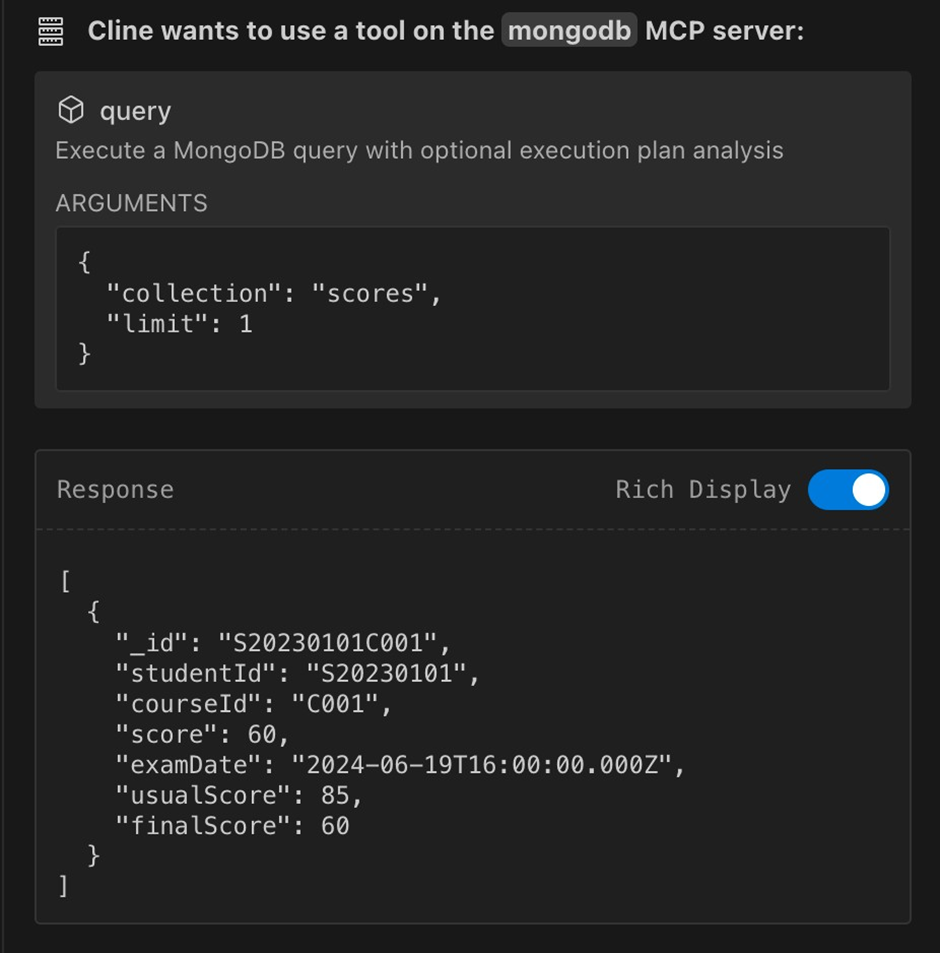 Cline wants to use a tool on the mongodb MCP server:
query
Execute a MongoDB query with optional execution plan analysis
ARGUMENTS
{
  "collection": "scores",
  "limit": 1
}
Response Rich Display
[
  {
    "_id": "S20230101C001",
    "studentId": "S20230101",
    "courseId": "C001",
    "score": 60,
    "examDate": "2024-06-19T16:00:00.000Z",
    "usualScore": 85,
    "finalScore": 60
  }
]